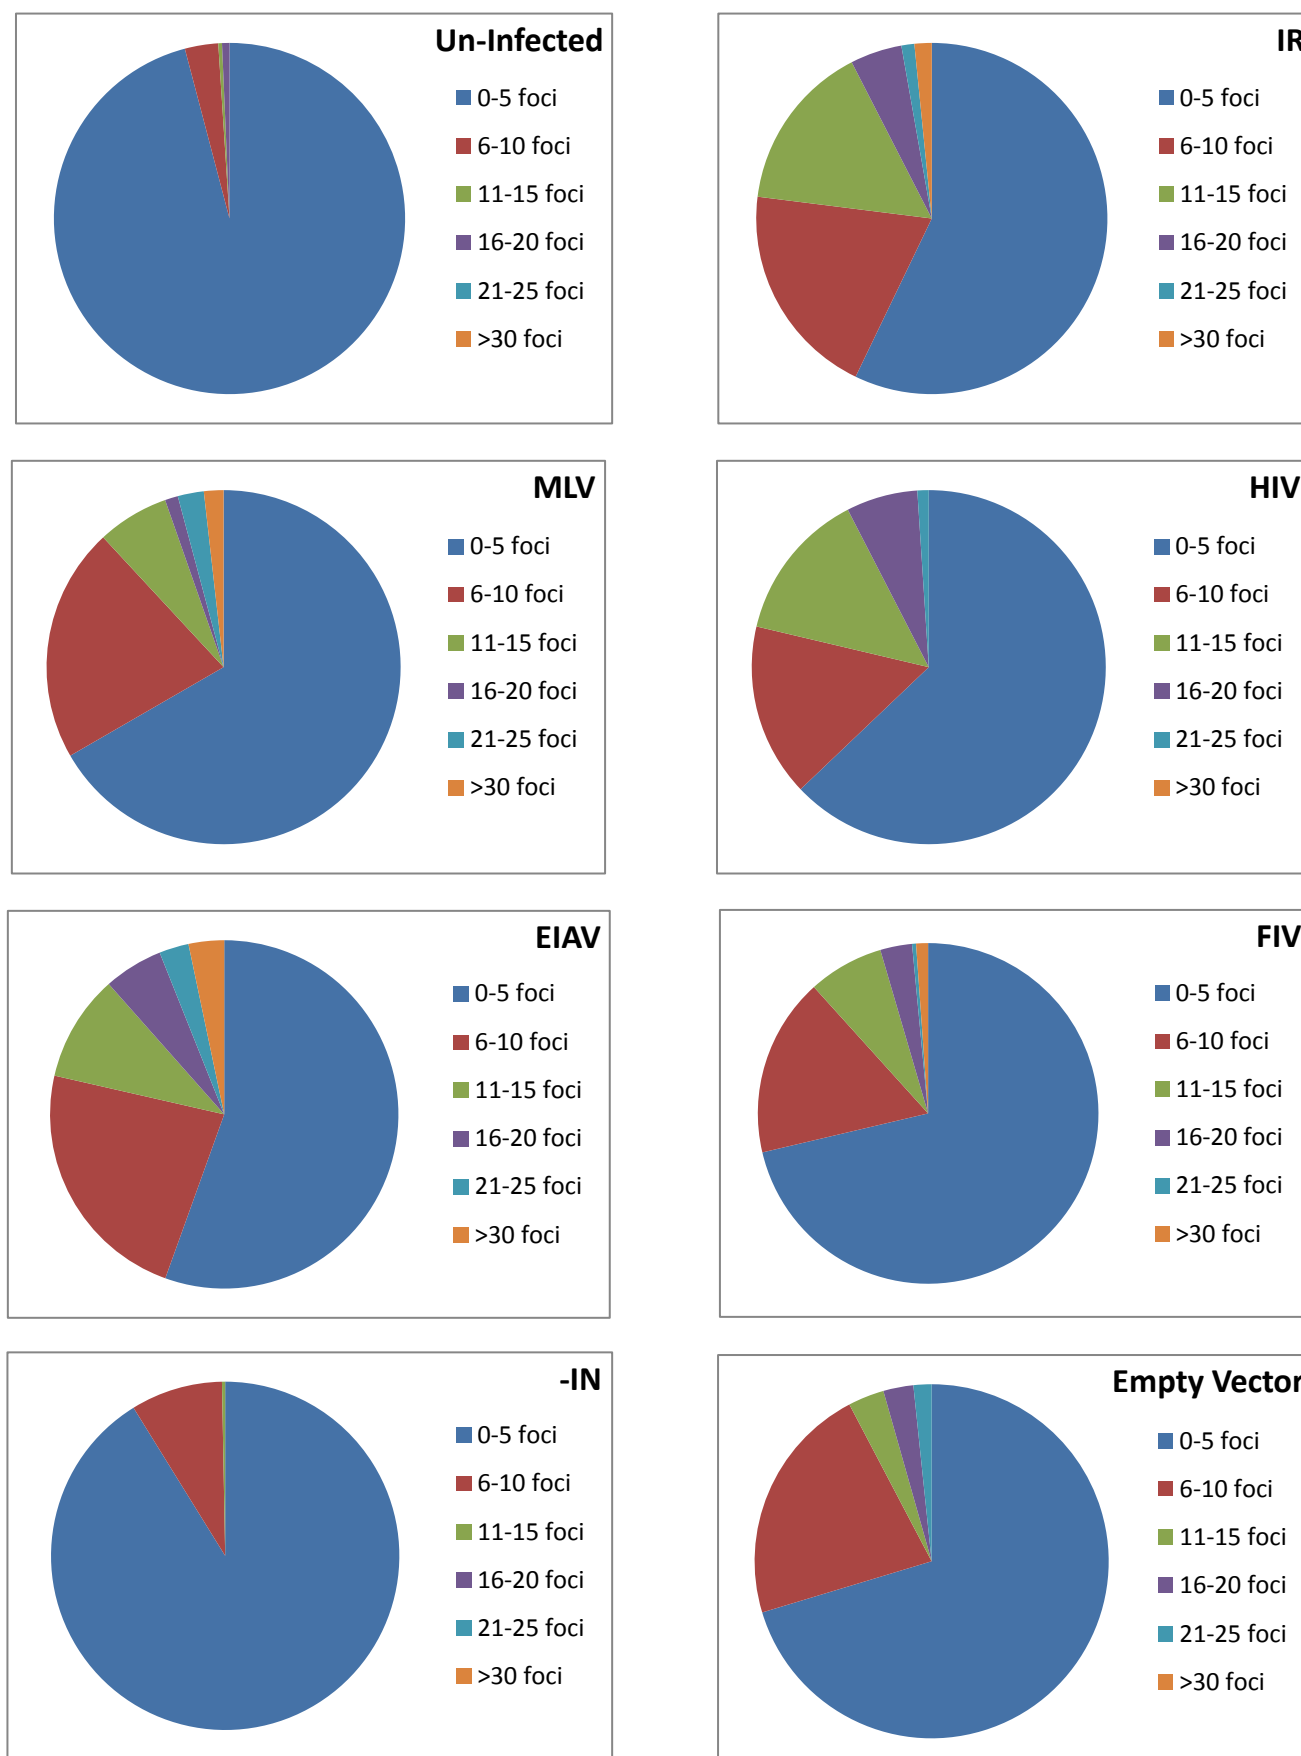 Un-Infected
0-5 foci
6-10 foci
11-15 foci
16-20 foci
21-25 foci
>30 foci
IR
0-5 foci
6-10 foci
11-15 foci
16-20 foci
21-25 foci
>30 foci
MLV
0-5 foci
6-10 foci
11-15 foci
16-20 foci
21-25 foci
>30 foci
HIV
0-5 foci
6-10 foci
11-15 foci
16-20 foci
21-25 foci
>30 foci
EIAV
0-5 foci
6-10 foci
11-15 foci
16-20 foci
21-25 foci
>30 foci
FIV
0-5 foci
6-10 foci
11-15 foci
16-20 foci
21-25 foci
>30 foci
-IN
0-5 foci
6-10 foci
11-15 foci
16-20 foci
21-25 foci
>30 foci
Empty Vector
0-5 foci
6-10 foci
11-15 foci
16-20 foci
21-25 foci
>30 foci